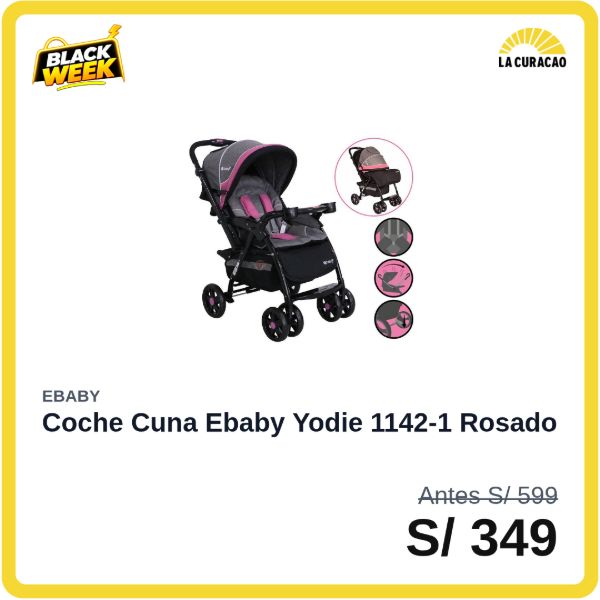 BLACK
WEEK
LA CURACAO
EBABY
Coche Cuna Ebaby Yodie 1142-1 Rosado
Antes S/ 599
S/ 349